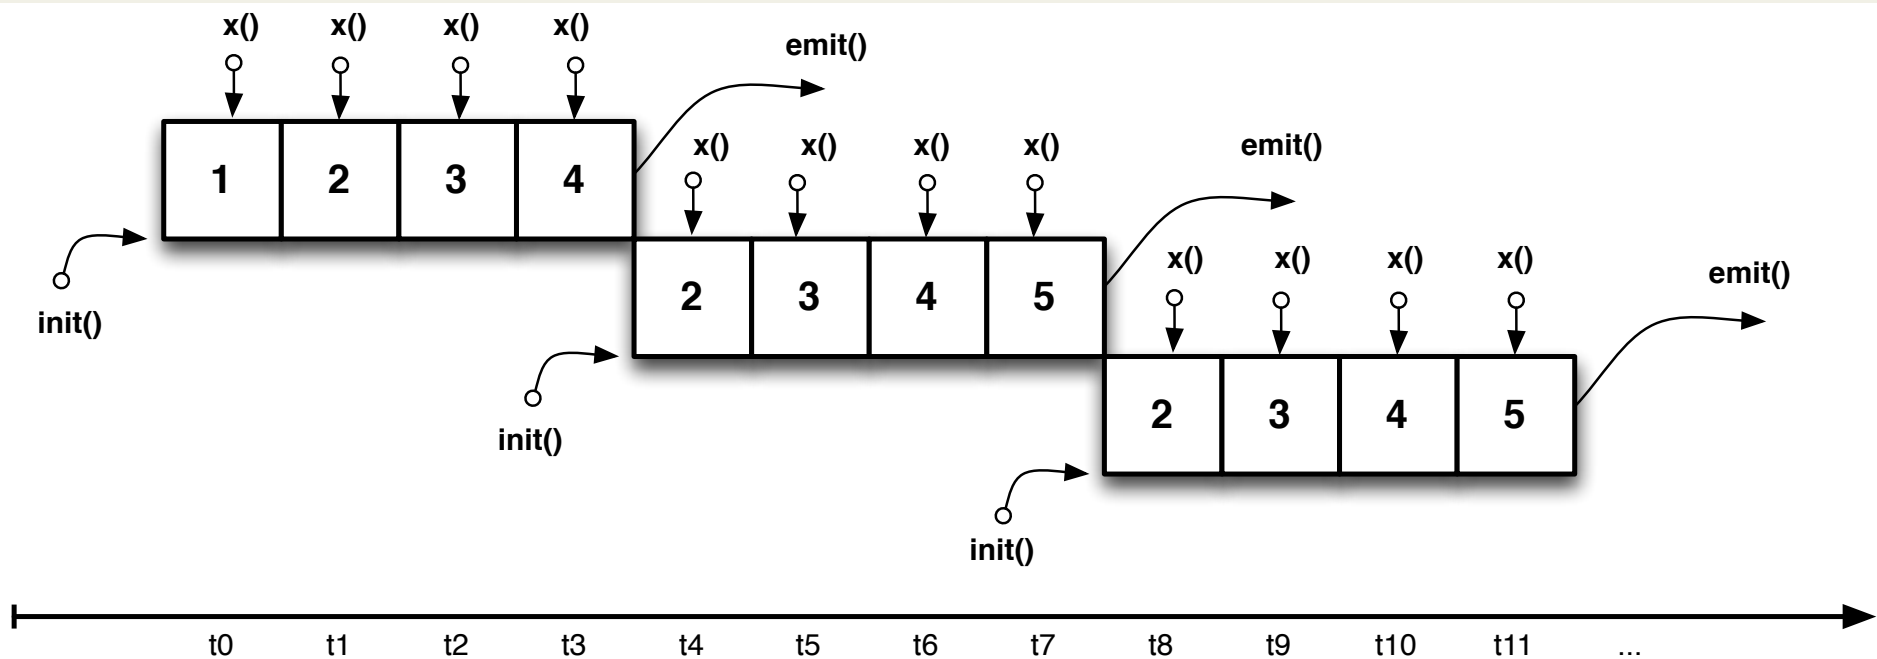 x() x() x() x()
emit()
1 2 3 4
x() x() x() x()
emit()
init()
2 3 4 5
x() x() x() x()
emit()
init()
2 3 4 5
init()
t0 t1 t2 t3 t4 t5 t6 t7 t8 t9 t10 t11 ...